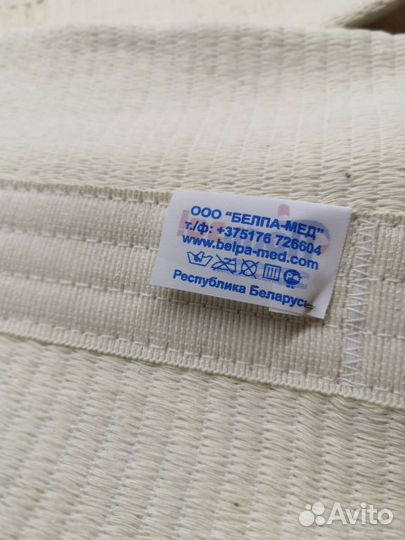 ООО "БЕЛПА-МЕД"
т./ф: +375176 726604
www.belpa-med.com
Республика Беларусь
Avito